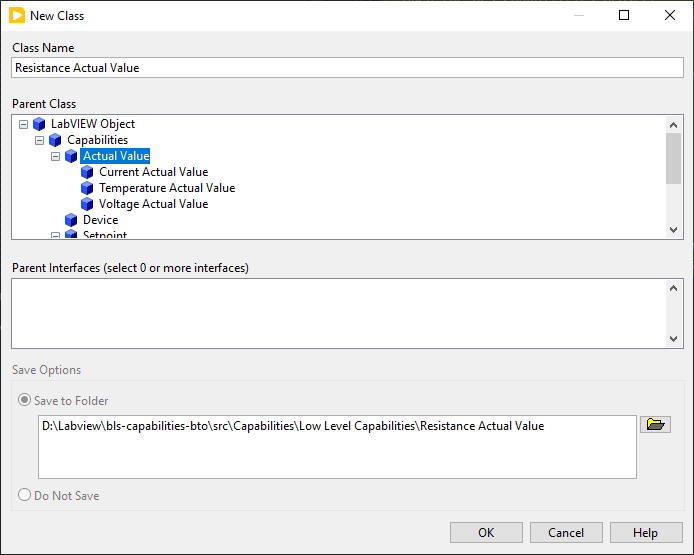 New Class
Class Name
Resistance Actual Value
Parent Class
LabVIEW Object
Capabilities
Actual Value
Current Actual Value
Temperature Actual Value
Voltage Actual Value
Device
Setpoint
Parent Interfaces (select 0 or more interfaces)
Save Options
Save to Folder
D:\Labview\bls-capabilities-bto\src\Capabilities\Low Level Capabilities\Resistance Actual Value
Do Not Save
OK Cancel Help